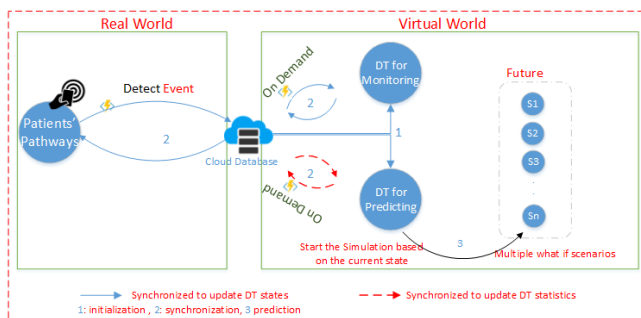 Real World
Virtual World
Detect Event
Patients'
Pathways
2
Cloud Database
On Demand
2
DT for
Monitoring
1
2
On Demand
DT for
Predicting
Start the Simulation based
on the current state
3
Future
S1
S2
S3
.
.
Sn
Multiple what if scenarios
Synchronized to update DT states
Synchronized to update DT statistics
1: initialization , 2: synchronization, 3 prediction